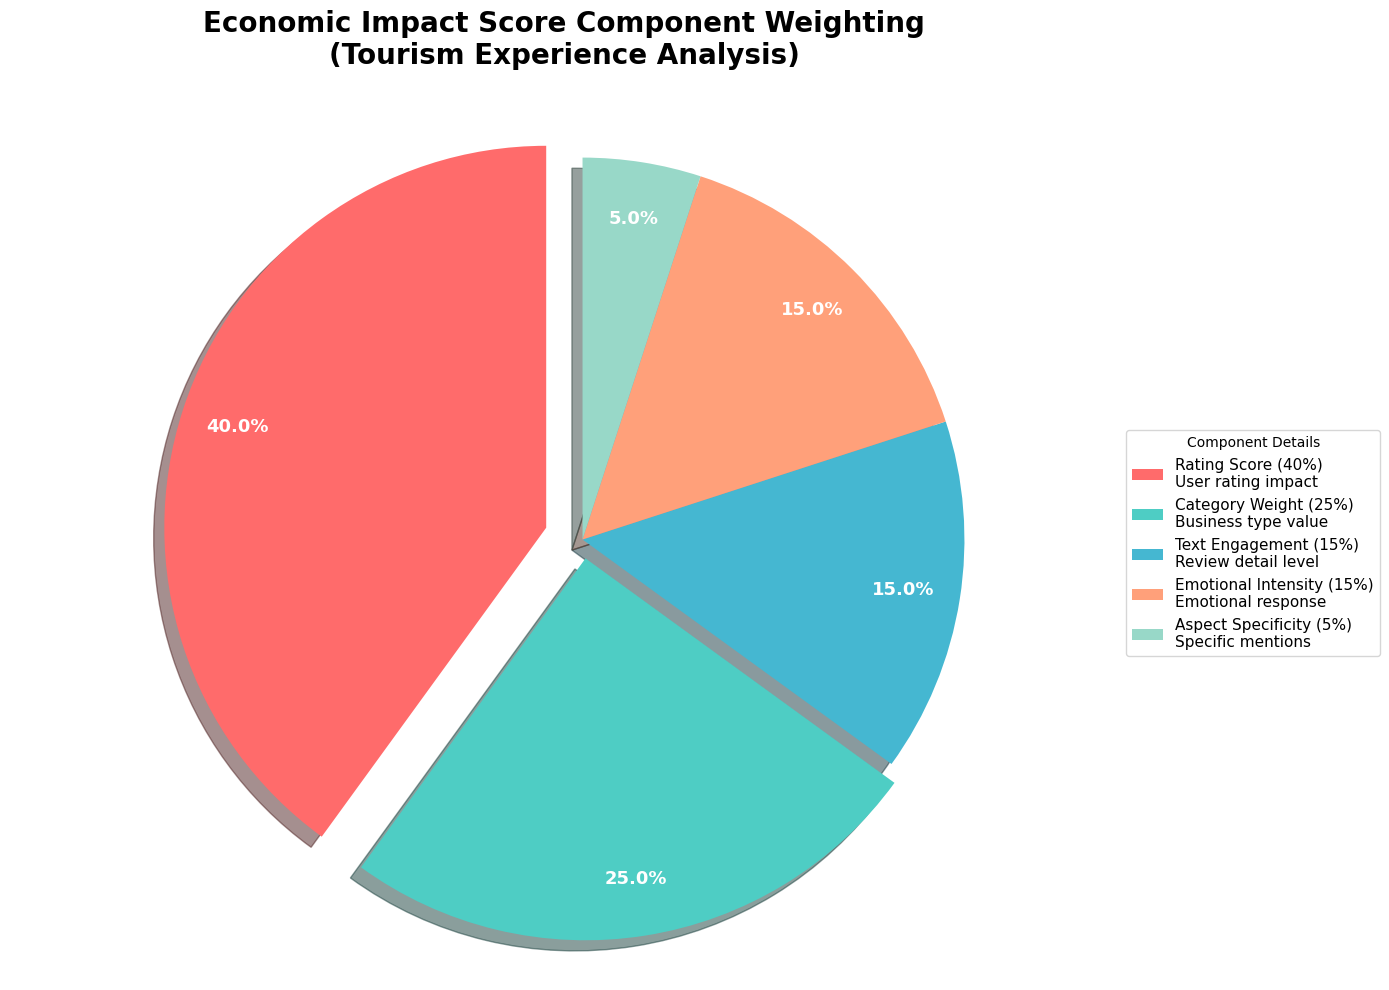 Economic Impact Score Component Weighting
(Tourism Experience Analysis)
5.0%
15.0%
40.0%
15.0%
25.0%
Component Details
Rating Score (40%)
User rating impact
Category Weight (25%)
Business type value
Text Engagement (15%)
Review detail level
Emotional Intensity (15%)
Emotional response
Aspect Specificity (5%)
Specific mentions